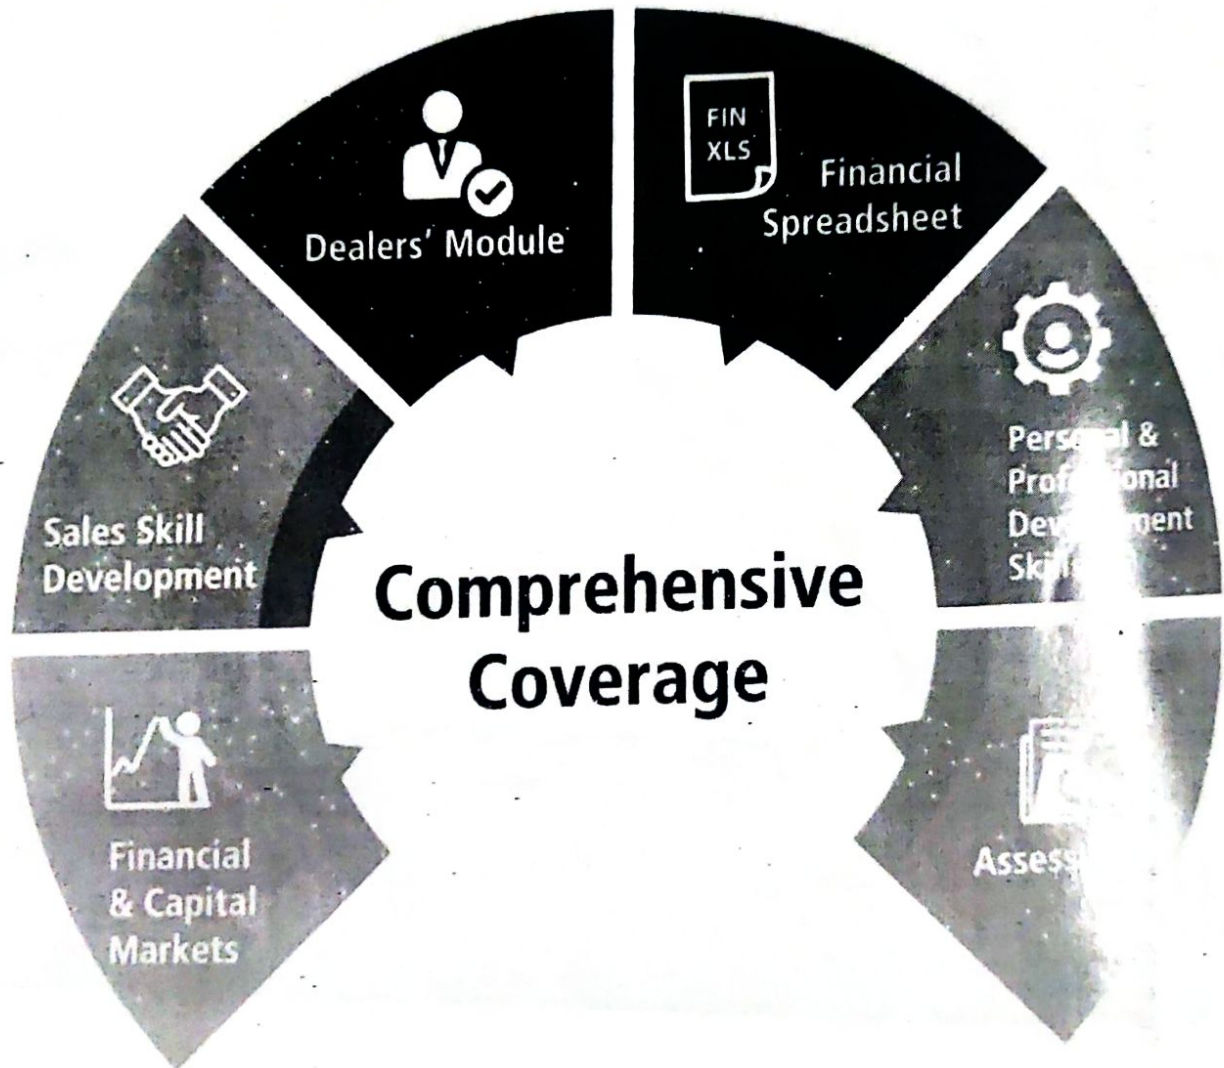 FIN
XLS
Financial
Spreadsheet
Dealers' Module
Sales Skill
Development
Financial
& Capital
Markets
Comprehensive
Coverage
&